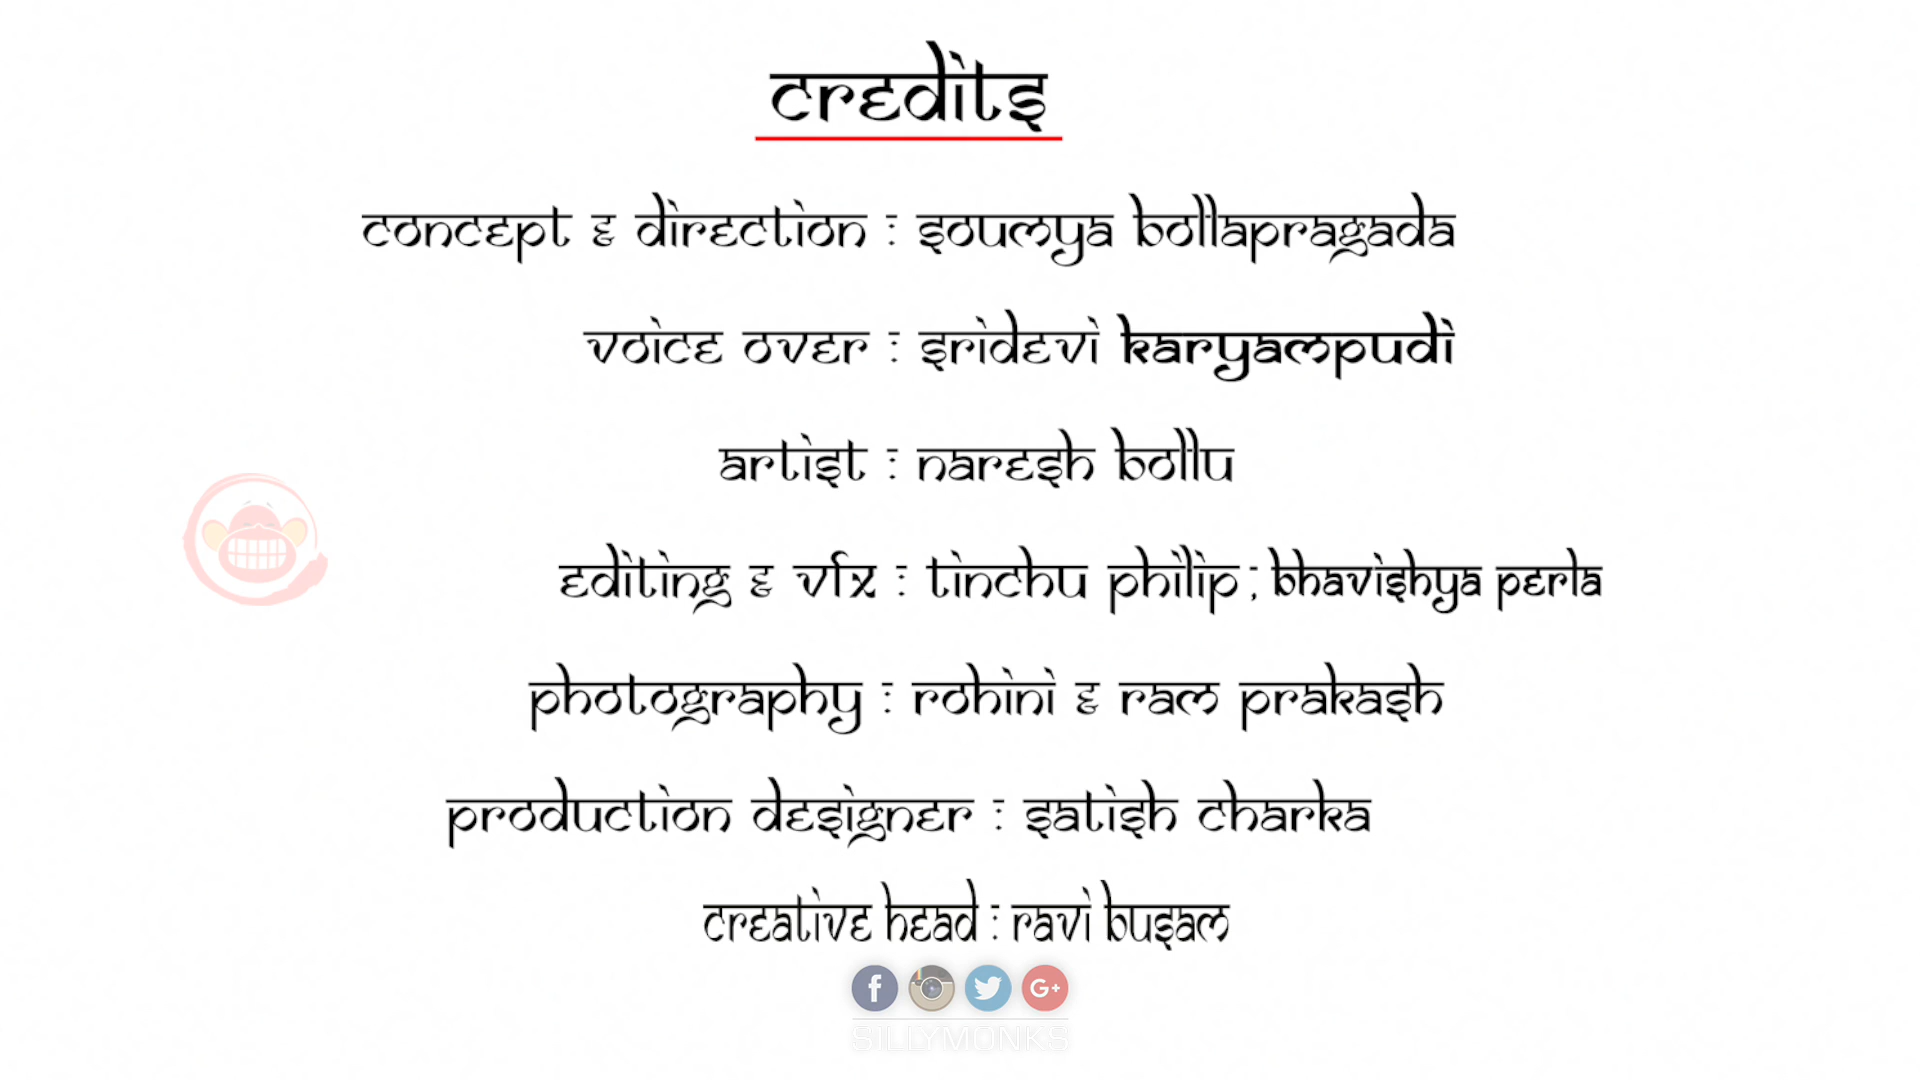 credits
concept & direction : soumya bollapragada
voice over : sridevi karyampudi
artist : naresh bollu
editing & vfx : tinchu philip ; bhavishya perla
photography : rohini & ram prakash
production designer : satish charka
creative head : ravi busam
f G+
SILLYMONKS